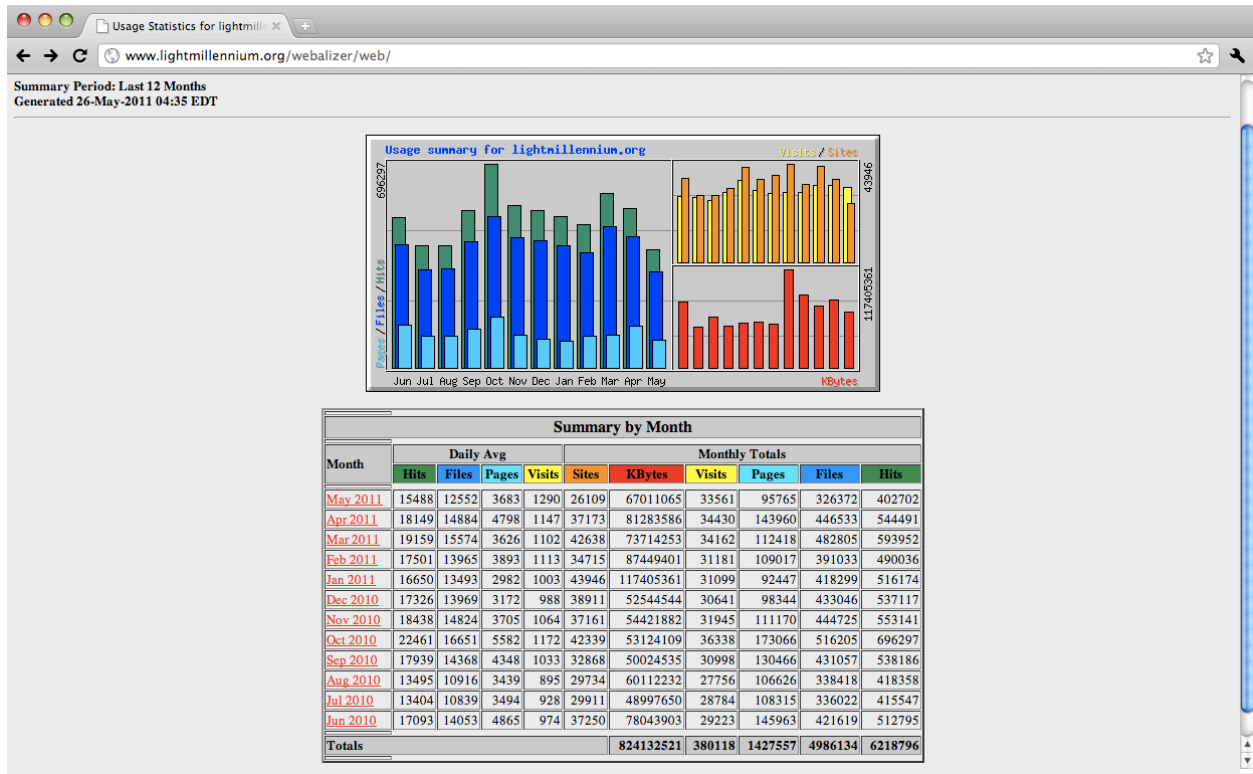 Usage Statistics for lightmille
www.lightmillennium.org/webalizer/web/
Summary Period: Last 12 Months
Generated 26-May-2011 04:35 EDT
Usage summary for lightmillennium.org
Visits/Sites
696297
43946
Pages/Files/Hits
117405361
Jun Jul Aug Sep Oct Nov Dec Jan Feb Mar Apr May
KBytes
Summary by Month
Month Daily Avg Monthly Totals
Hits Files Pages Visits Sites KBytes Visits Pages Files Hits
May 2011 15488 12552 3683 1290 26109 67011065 33561 95765 326372 402702
Apr 2011 18149 14884 4798 1147 37173 81283586 34430 143960 446533 544491
Mar 2011 19159 15574 3626 1102 42638 73714253 34162 112418 482805 593952
Feb 2011 17501 13965 3893 1113 34715 87449401 31181 109017 391033 490036
Jan 2011 16650 13493 2982 1003 43946 117405361 31099 92447 418299 516174
Dec 2010 17326 13969 3172 988 38911 52544544 30641 98344 433046 537117
Nov 2010 18438 14824 3705 1064 37161 54421882 31945 111170 444725 553141
Oct 2010 22461 16651 5582 1172 42339 53124109 36338 173066 516205 696297
Sep 2010 17939 14368 4348 1033 32868 50024535 30998 130466 431057 538186
Aug 2010 13495 10916 3439 895 29734 60112232 27756 106626 338418 418358
Jul 2010 13404 10839 3494 928 29911 48997650 28784 108315 336022 415547
Jun 2010 17093 14053 4865 974 37250 78043903 29223 145963 421619 512795
Totals 824132521 380118 1427557 4986134 6218796